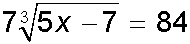 7∛(5x − 7) = 84